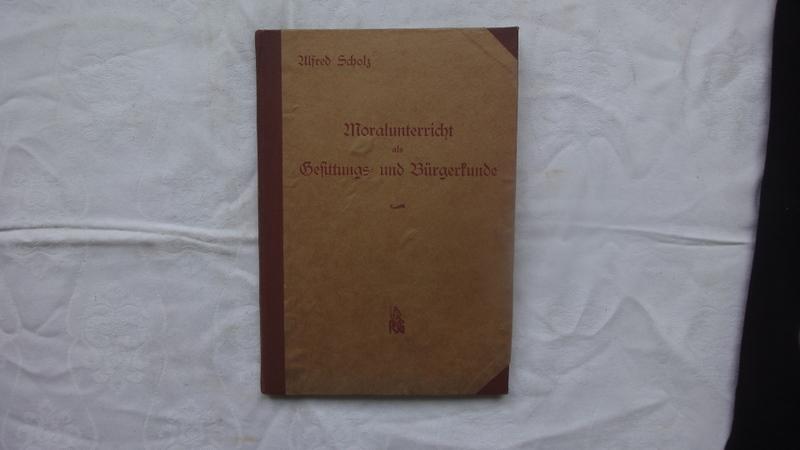 Alfred Scholz
Moralunterricht
als
Gesittungs- und Bürgerkunde